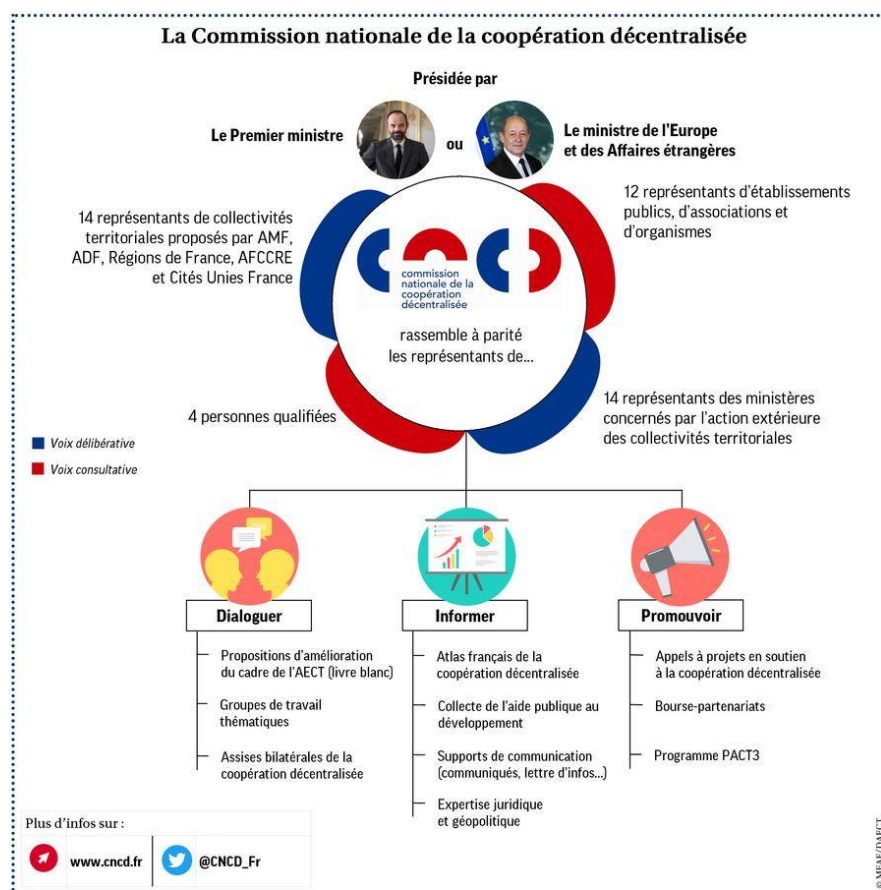 La Commission nationale de la coopération décentralisée
Présidée par
Le Premier ministre
ou
Le ministre de l'Europe
et des Affaires étrangères
14 représentants de collectivités
territoriales proposés par AMF,
ADF, Régions de France, AFCCRE
et Cités Unies France
12 représentants d'établissements
publics, d'associations et
d'organismes
commission
nationale de la
coopération
décentralisée
rassemble à parité
les représentants de...
4 personnes qualifiées
14 représentants des ministères
concernés par l'action extérieure
des collectivités territoriales
Voix délibérative
Voix consultative
Dialoguer
Propositions d'amélioration
du cadre de l'AECT (livre blanc)
Groupes de travail
thématiques
Assises bilatérales de la
coopération décentralisée
Informer
Atlas français de la
coopération décentralisée
Collecte de l'aide publique au
développement
Supports de communication
(communiqués, lettre d'infos...)
Expertise juridique
et géopolitique
Promouvoir
Appels à projets en soutien
à la coopération décentralisée
Bourse-partenariats
Programme PACT3
Plus d'infos sur :
www.cncd.fr
@CNCD_Fr
© MEAE/DAECT